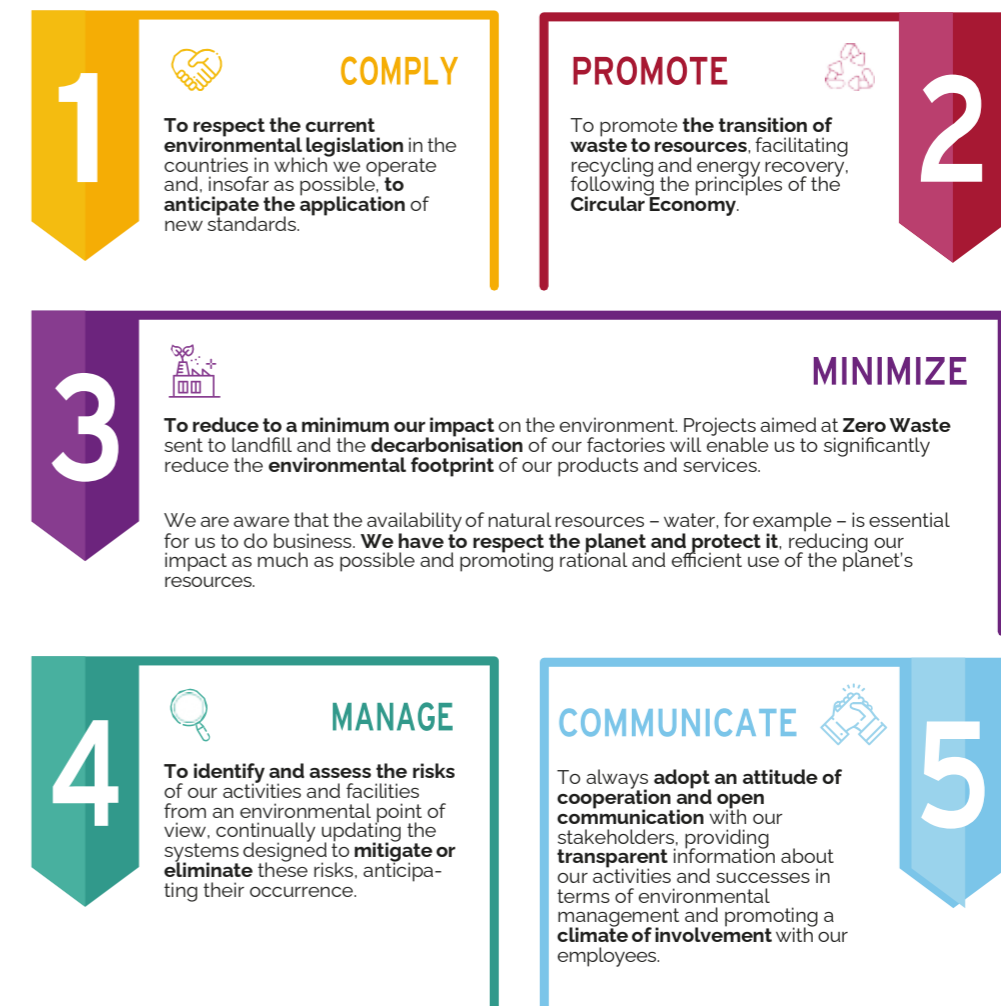 1
COMPLY
To respect the current
environmental legislation in the
countries in which we operate
and, insofar as possible, to
anticipate the application of
new standards.
PROMOTE
2
To promote the transition of
waste to resources, facilitating
recycling and energy recovery,
following the principles of the
Circular Economy.
3
MINIMIZE
To reduce to a minimum our impact on the environment. Projects aimed at Zero Waste
sent to landfill and the decarbonisation of our factories will enable us to significantly
reduce the environmental footprint of our products and services.
We are aware that the availability of natural resources – water, for example – is essential
for us to do business. We have to respect the planet and protect it, reducing our
impact as much as possible and promoting rational and efficient use of the planet's
resources.
4
MANAGE
To identify and assess the risks
of our activities and facilities
from an environmental point of
view, continually updating the
systems designed to mitigate or
eliminate these risks, anticipa-
ting their occurrence.
COMMUNICATE
5
To always adopt an attitude of
cooperation and open
communication with our
stakeholders, providing
transparent information about
our activities and successes in
terms of environmental
management and promoting a
climate of involvement with our
employees.